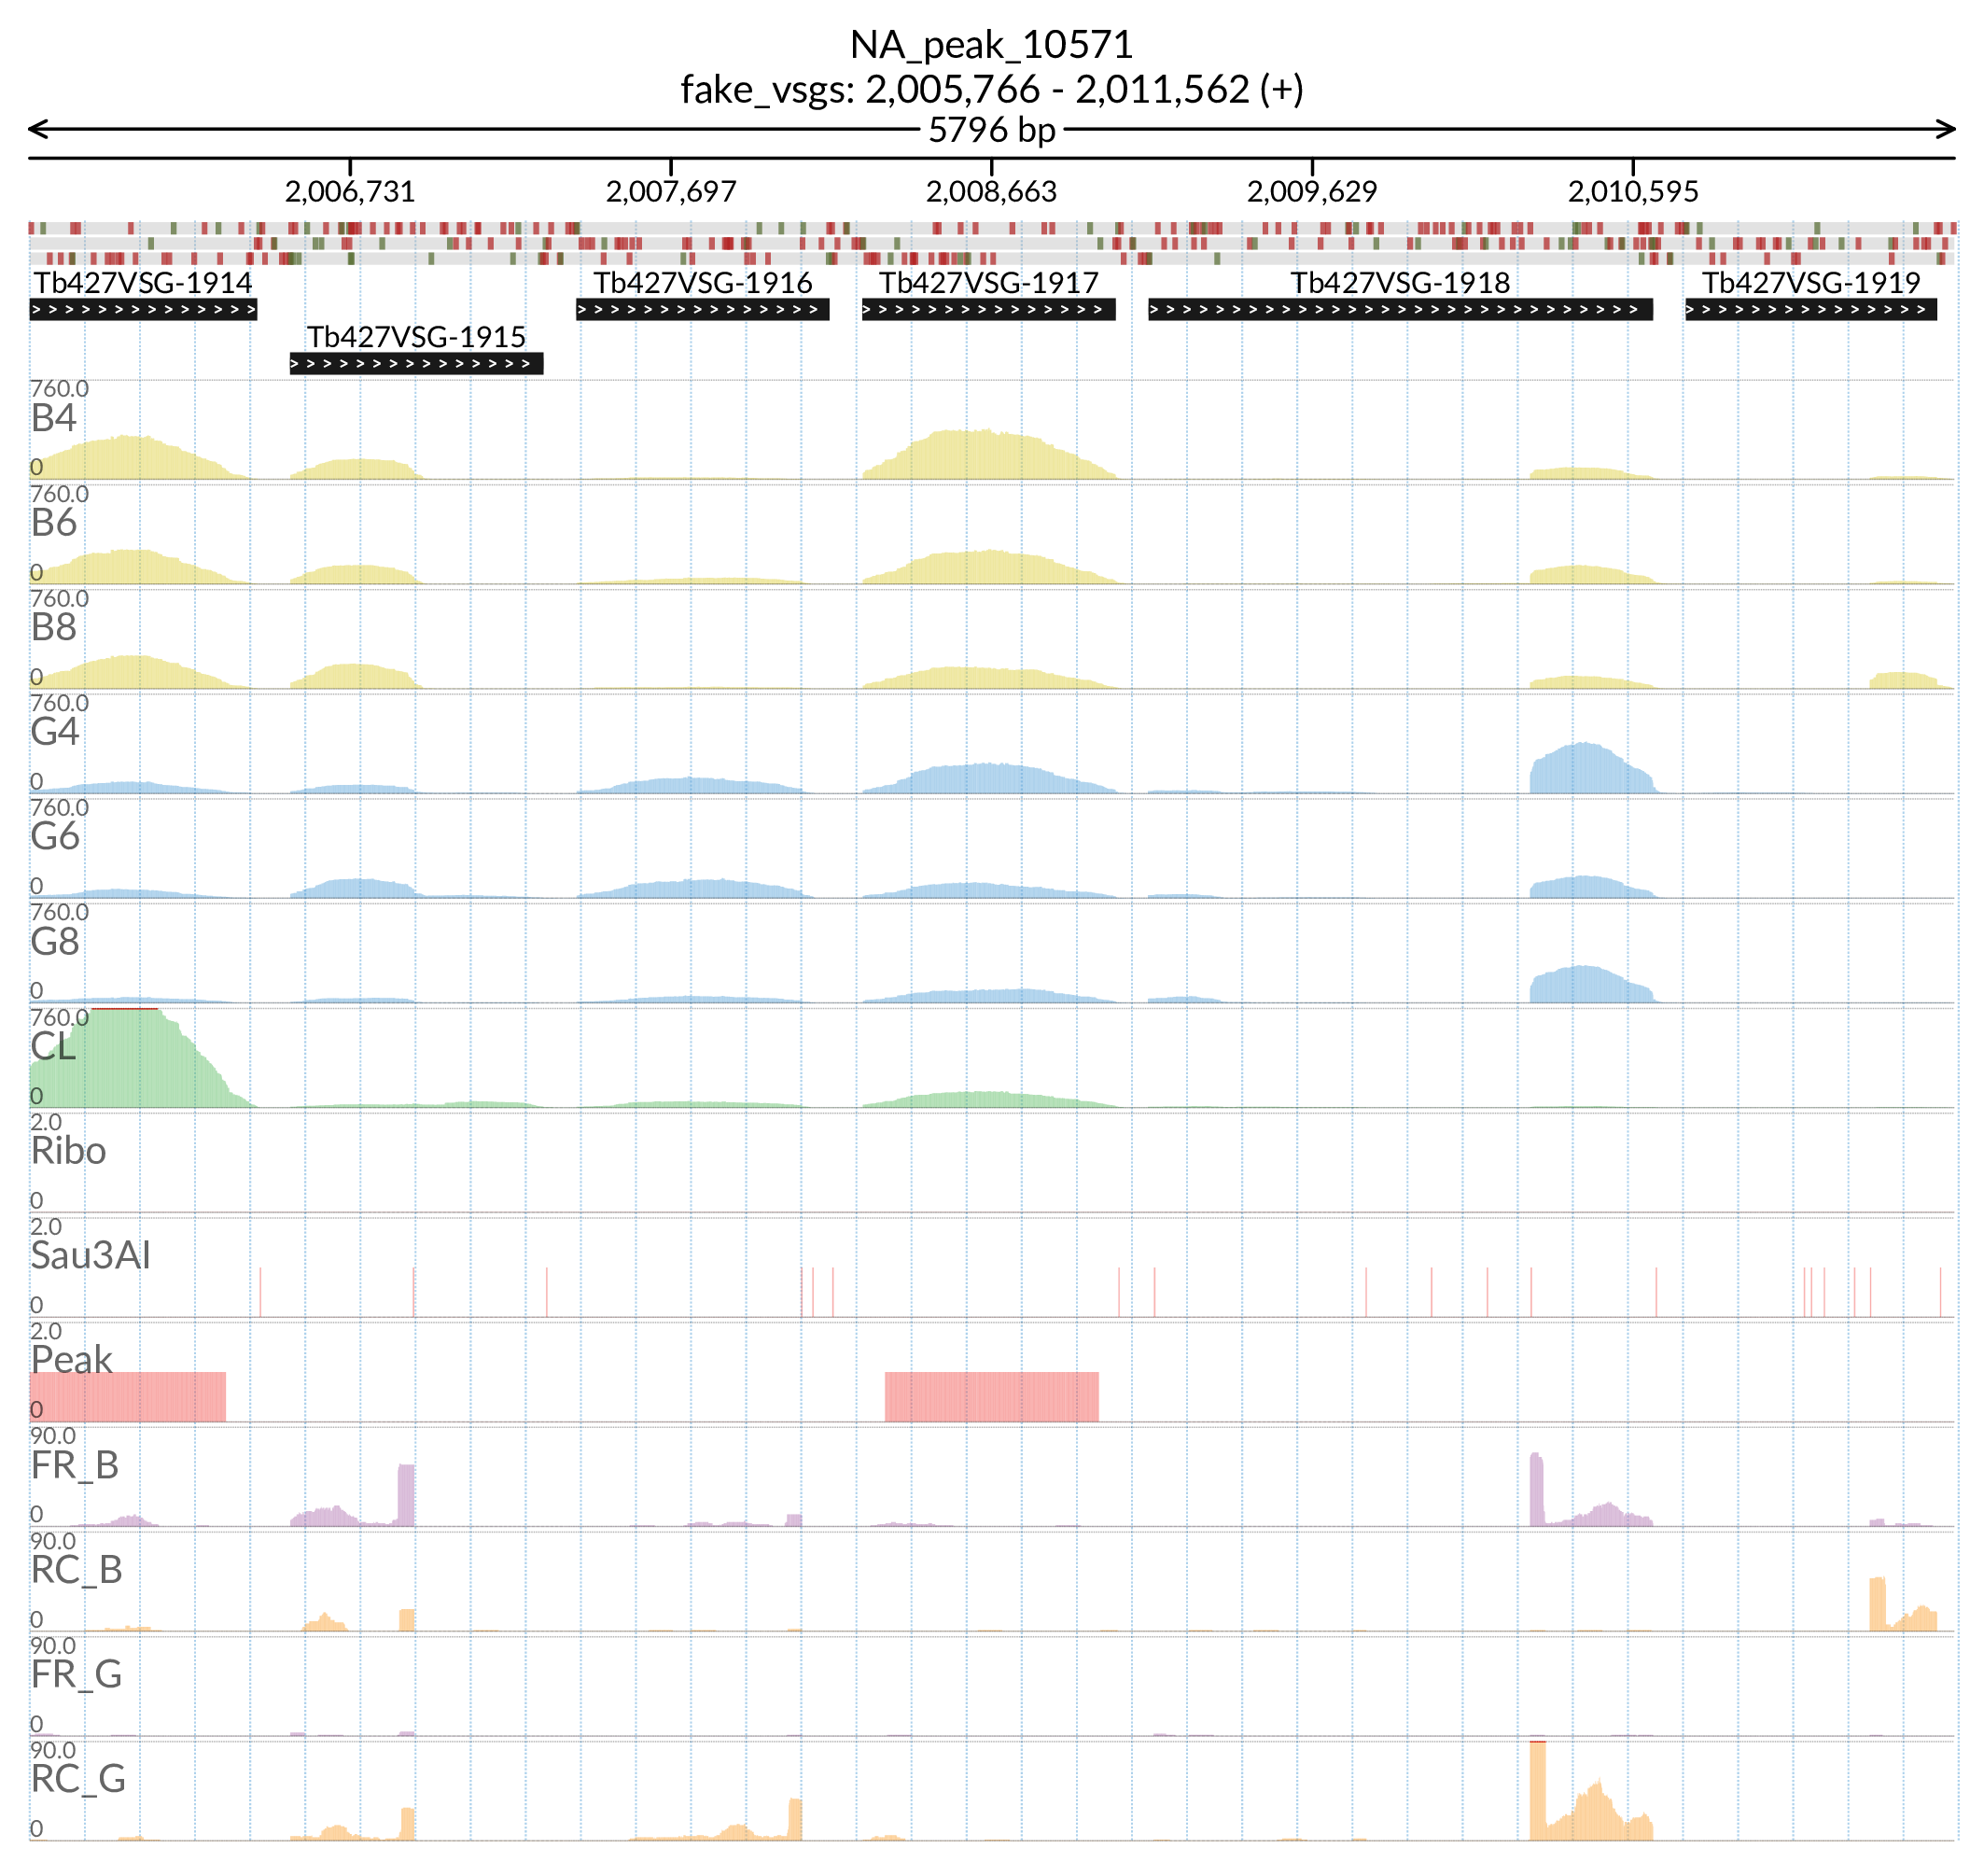 NA_peak_10571
fake_vsgs: 2,005,766 - 2,011,562 (+)
5796 bp
2,006,731 2,007,697 2,008,663 2,009,629 2,010,595
Tb427VSG-1914 Tb427VSG-1916 Tb427VSG-1917 Tb427VSG-1918 Tb427VSG-1919
Tb427VSG-1915
760.0
B4
0
760.0
B6
0
760.0
B8
0
760.0
G4
0
760.0
G6
0
760.0
G8
0
760.0
CL
0
2.0
Ribo
0
2.0
Sau3AI
0
2.0
Peak
0
90.0
FR_B
0
90.0
RC_B
0
90.0
FR_G
0
90.0
RC_G
0